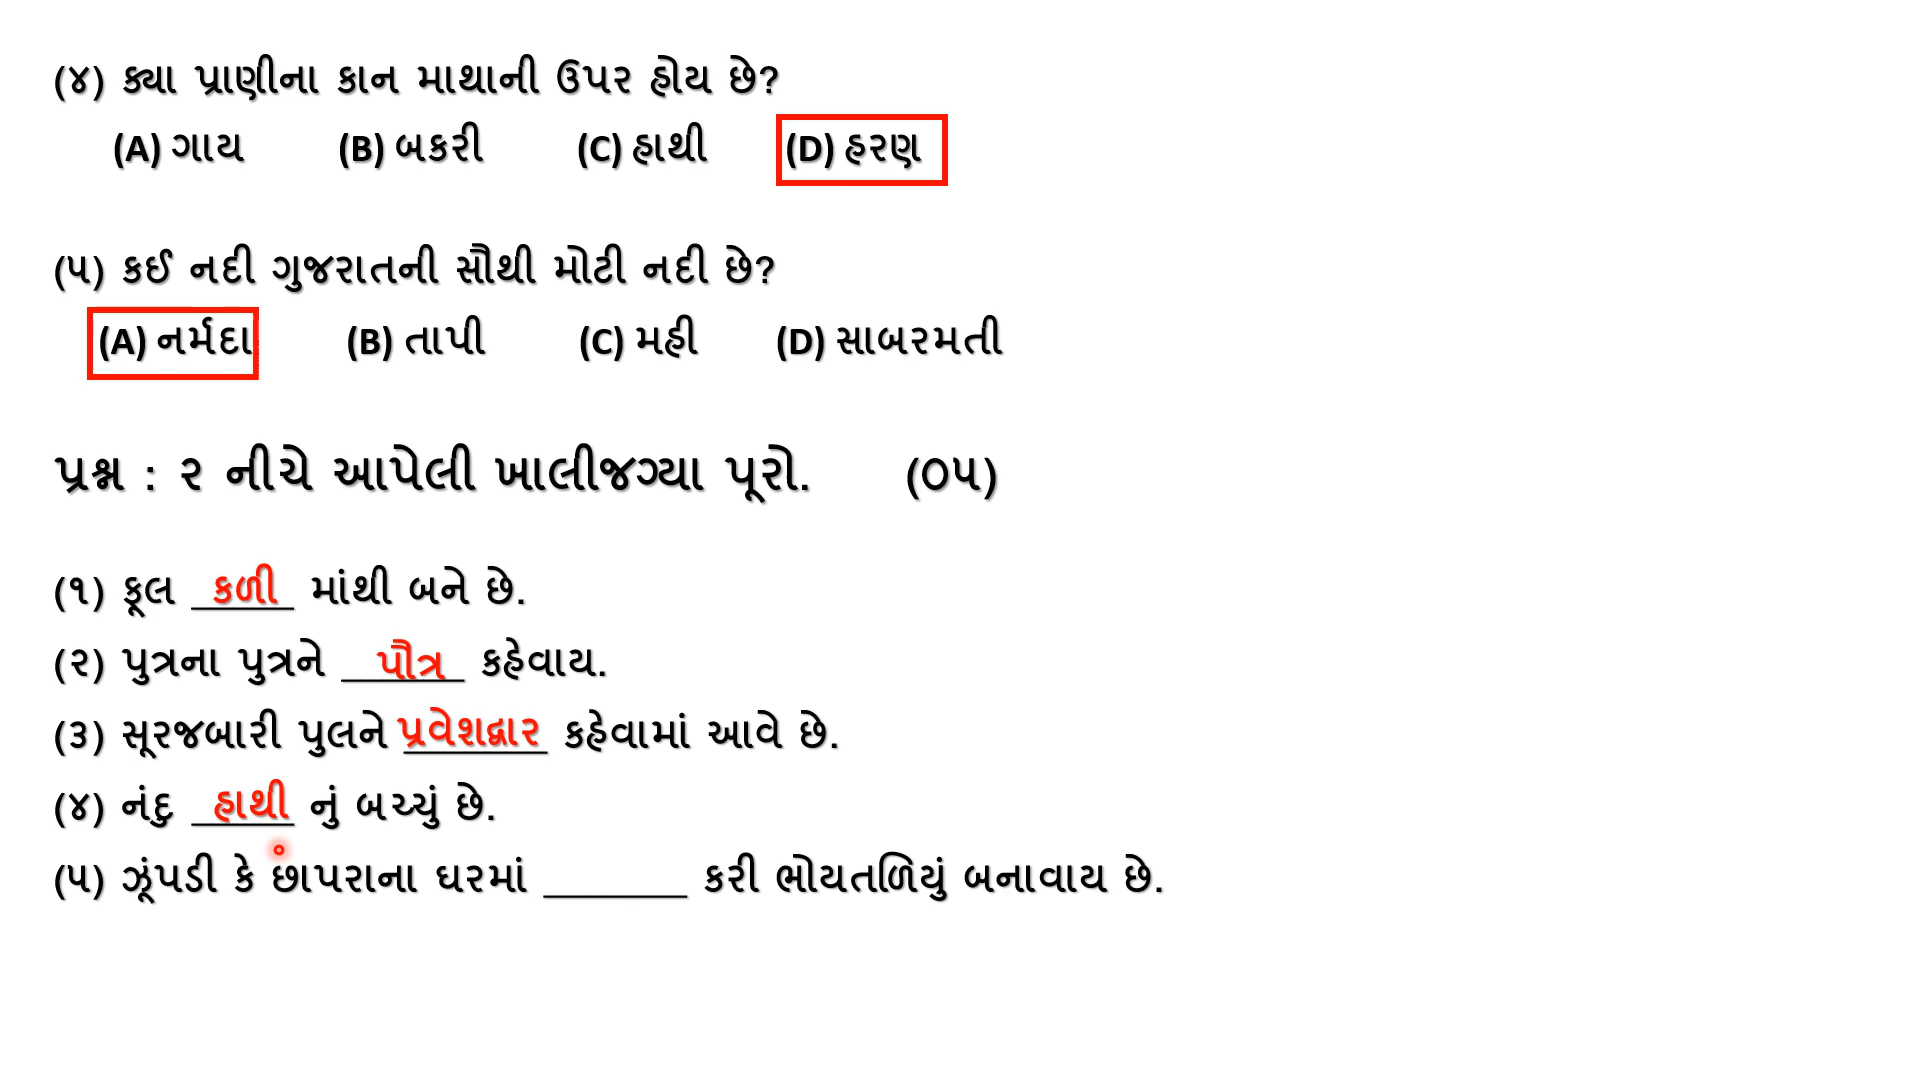 (૪) ક્યા પ્રાણીના કાન માથાની ઉપર હોય છે?
(A) ગાય (B) બકરી (C) હાથી (D) હરણ
(૫) કઈ નદી ગુજરાતની સૌથી મોટી નદી છે?
(A) નર્મદા (B) તાપી (C) મહી (D) સાબરમતી
પ્રશ્ન : ૨ નીચે આપેલી ખાલીજગ્યા પૂરો. (૦૫)
(૧) ફૂલ કળી માંથી બને છે.
(૨) પુત્રના પુત્રને પૌત્ર કહેવાય.
(૩) સૂરજબારી પુલને પ્રવેશદ્વાર કહેવામાં આવે છે.
(૪) નંદુ હાથી નું બચ્ચું છે.
(૫) ઝૂંપડી કે છાપરાના ઘરમાં _______ કરી ભોયતળિયું બનાવાય છે.